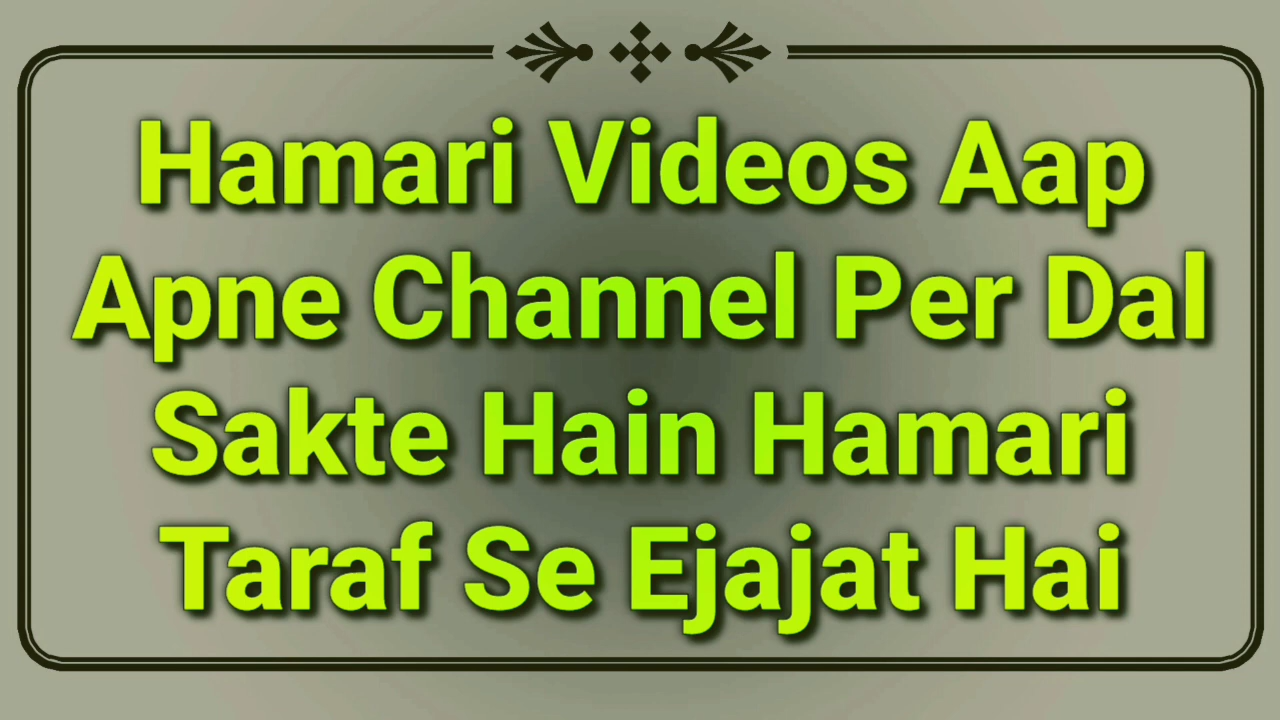 Hamari Videos Aap
Apne Channel Per Dal
Sakte Hain Hamari
Taraf Se Ejajat Hai